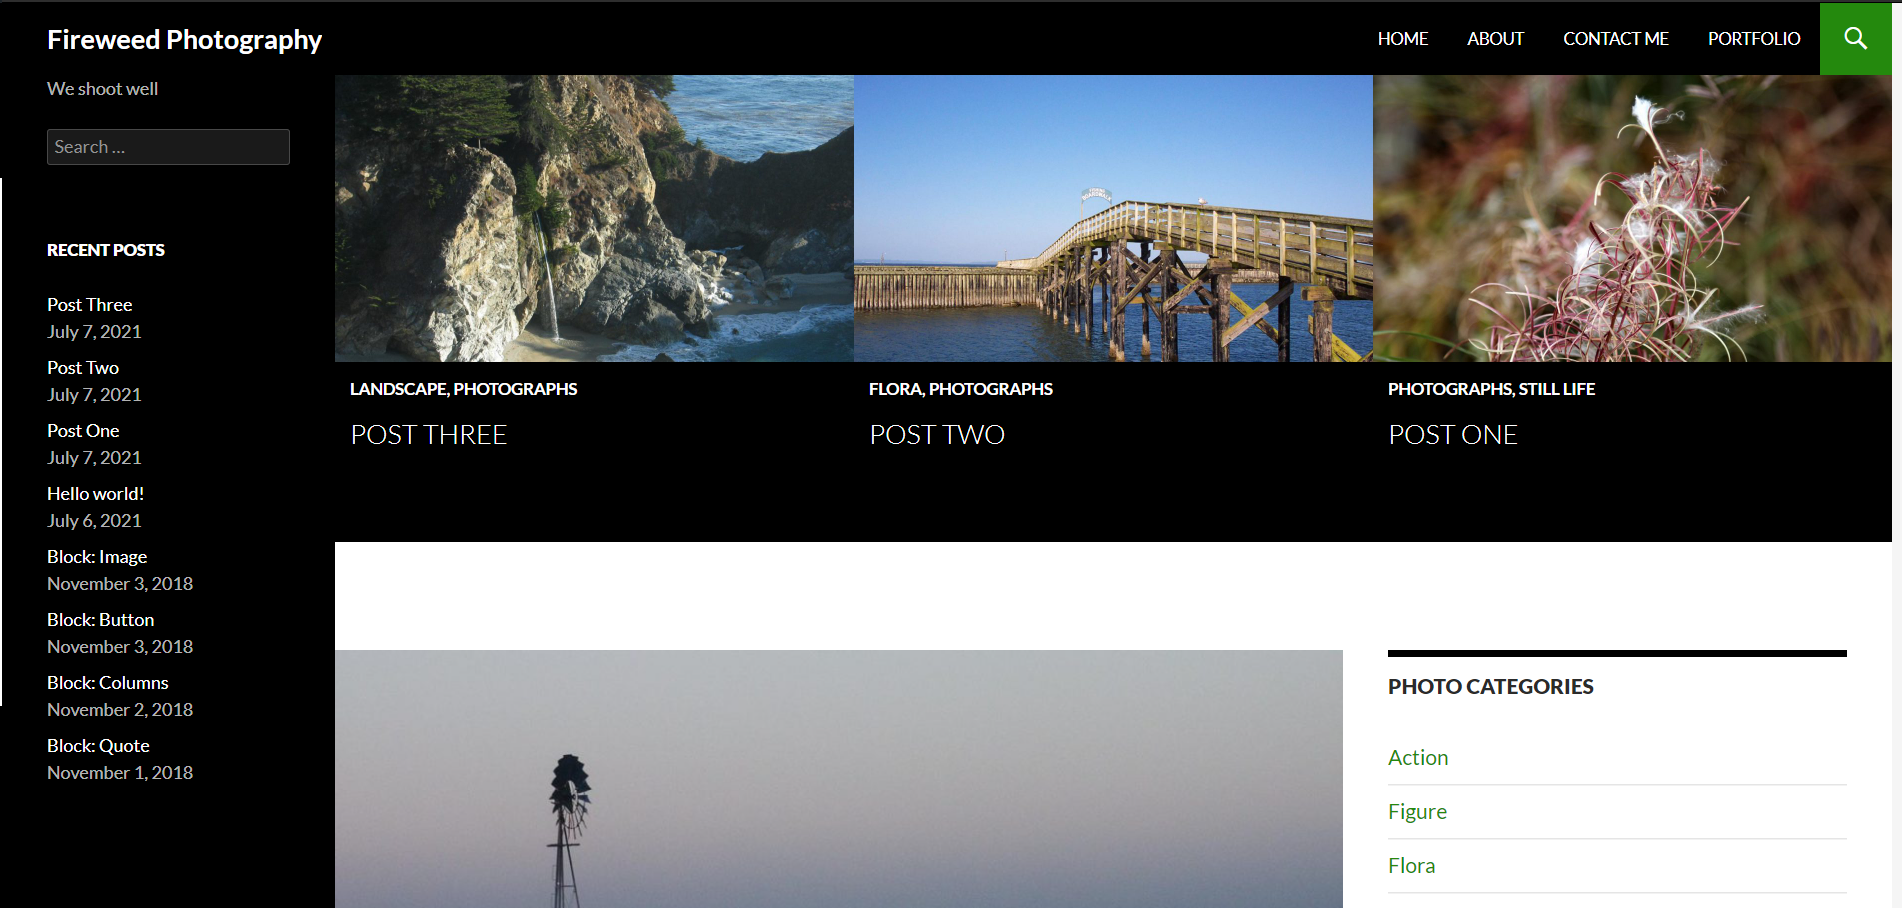 Fireweed Photography
HOME ABOUT CONTACT ME PORTFOLIO
We shoot well
Search ...
RECENT POSTS
Post Three
July 7, 2021
Post Two
July 7, 2021
Post One
July 7, 2021
Hello world!
July 6, 2021
Block: Image
November 3, 2018
Block: Button
November 3, 2018
Block: Columns
November 2, 2018
Block: Quote
November 1, 2018
LANDSCAPE, PHOTOGRAPHS
POST THREE
BOARDWALK
FLORA, PHOTOGRAPHS
POST TWO
PHOTOGRAPHS, STILL LIFE
POST ONE
PHOTO CATEGORIES
Action
Figure
Flora